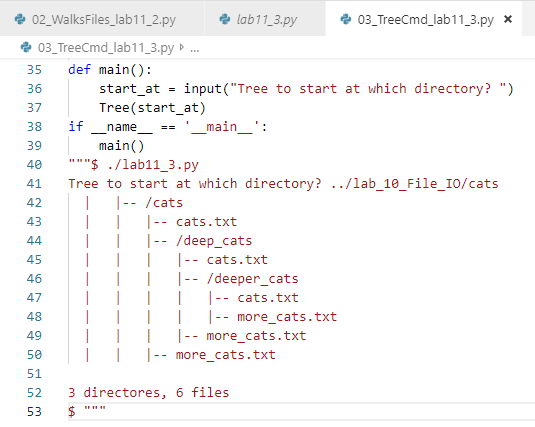 02_WalksFiles_lab11_2.py lab11_3.py 03_TreeCmd_lab11_3.py ×
03_TreeCmd_lab11_3.py ...
35 def main():
36 start_at = input("Tree to start at which directory? ")
37 Tree(start_at)
38 if __name__ == '__main__':
39 main()
40 """$ ./lab11_3.py
41 Tree to start at which directory? ../lab_10_File_IO/cats
42 | |-- /cats
43 | | |-- cats.txt
44 | | |-- /deep_cats
45 | | | |-- cats.txt
46 | | | |-- /deeper_cats
47 | | | | |-- cats.txt
48 | | | | |-- more_cats.txt
49 | | | |-- more_cats.txt
50 | | |-- more_cats.txt
51
52 3 directores, 6 files
53 $ """